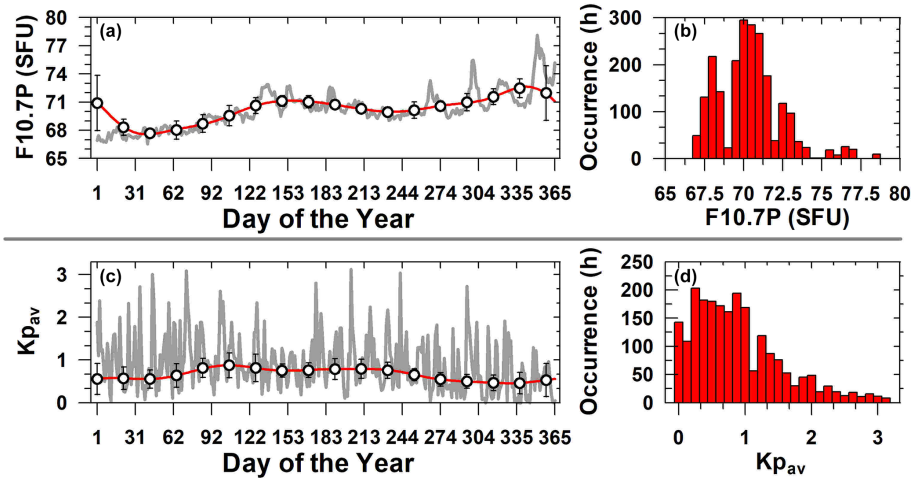 (a)
F10.7P (SFU)
78
74
71
68
65
1 31 62 92 122 153 183 213 244 274 304 335 365
Day of the Year
(b)
Occurrence (h)
300
200
100
0
65 67.5 70 72.5 75 77.5 80
F10.7P (SFU)
(c)
Kpav
3
2
1
0
1 31 62 92 122 153 183 213 244 274 304 335 365
Day of the Year
(d)
Occurrence (h)
250
200
150
100
50
0
0 1 2 3
Kpav